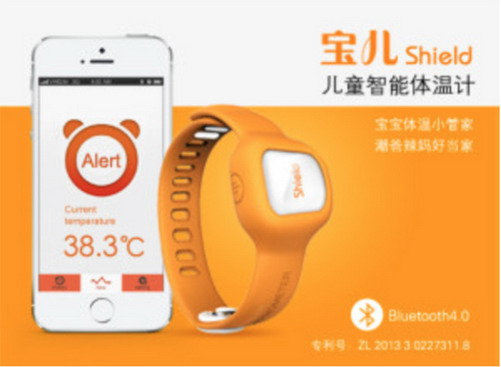 宝儿 Shield
儿童智能体温计
宝宝体温小管家
潮爸辣妈好当家
Alert
Current
temperature
38.3℃
Shield
Bluetooth4.0
专利号: ZL 2013 3 0227311.8